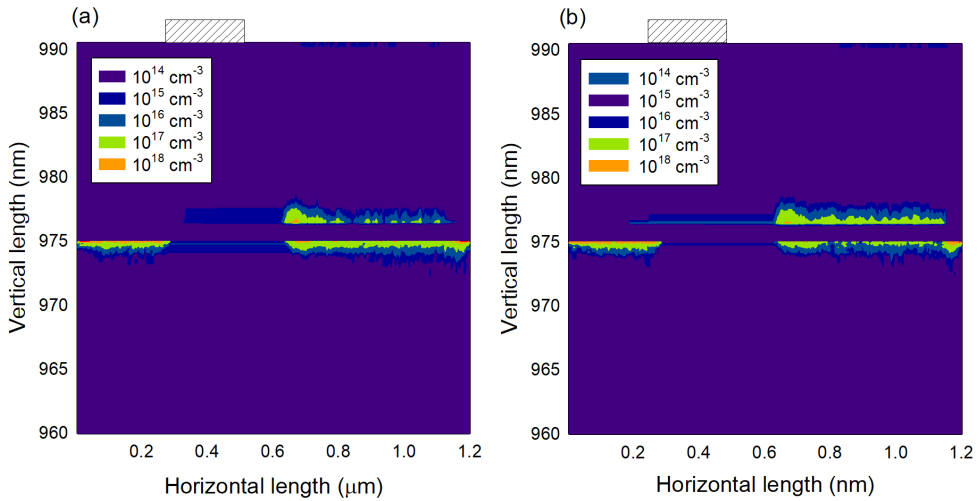 (a)
990
985
980
975
970
965
960
10^14 cm^-3
10^15 cm^-3
10^16 cm^-3
10^17 cm^-3
10^18 cm^-3
0.2 0.4 0.6 0.8 1.0 1.2
Vertical length (nm)
Horizontal length (μm)
(b)
990
985
980
975
970
965
960
10^14 cm^-3
10^15 cm^-3
10^16 cm^-3
10^17 cm^-3
10^18 cm^-3
0.2 0.4 0.6 0.8 1.0 1.2
Vertical length (nm)
Horizontal length (nm)